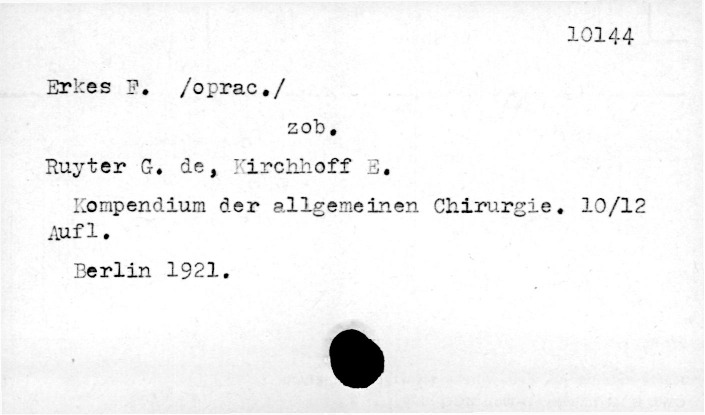 10144
Erkes F. /oprac./
zob.
Ruyter G. de, Kirchhoff E.
Kompendium der allgemeinen Chirurgie. 10/12
Aufl.
Berlin 1921.